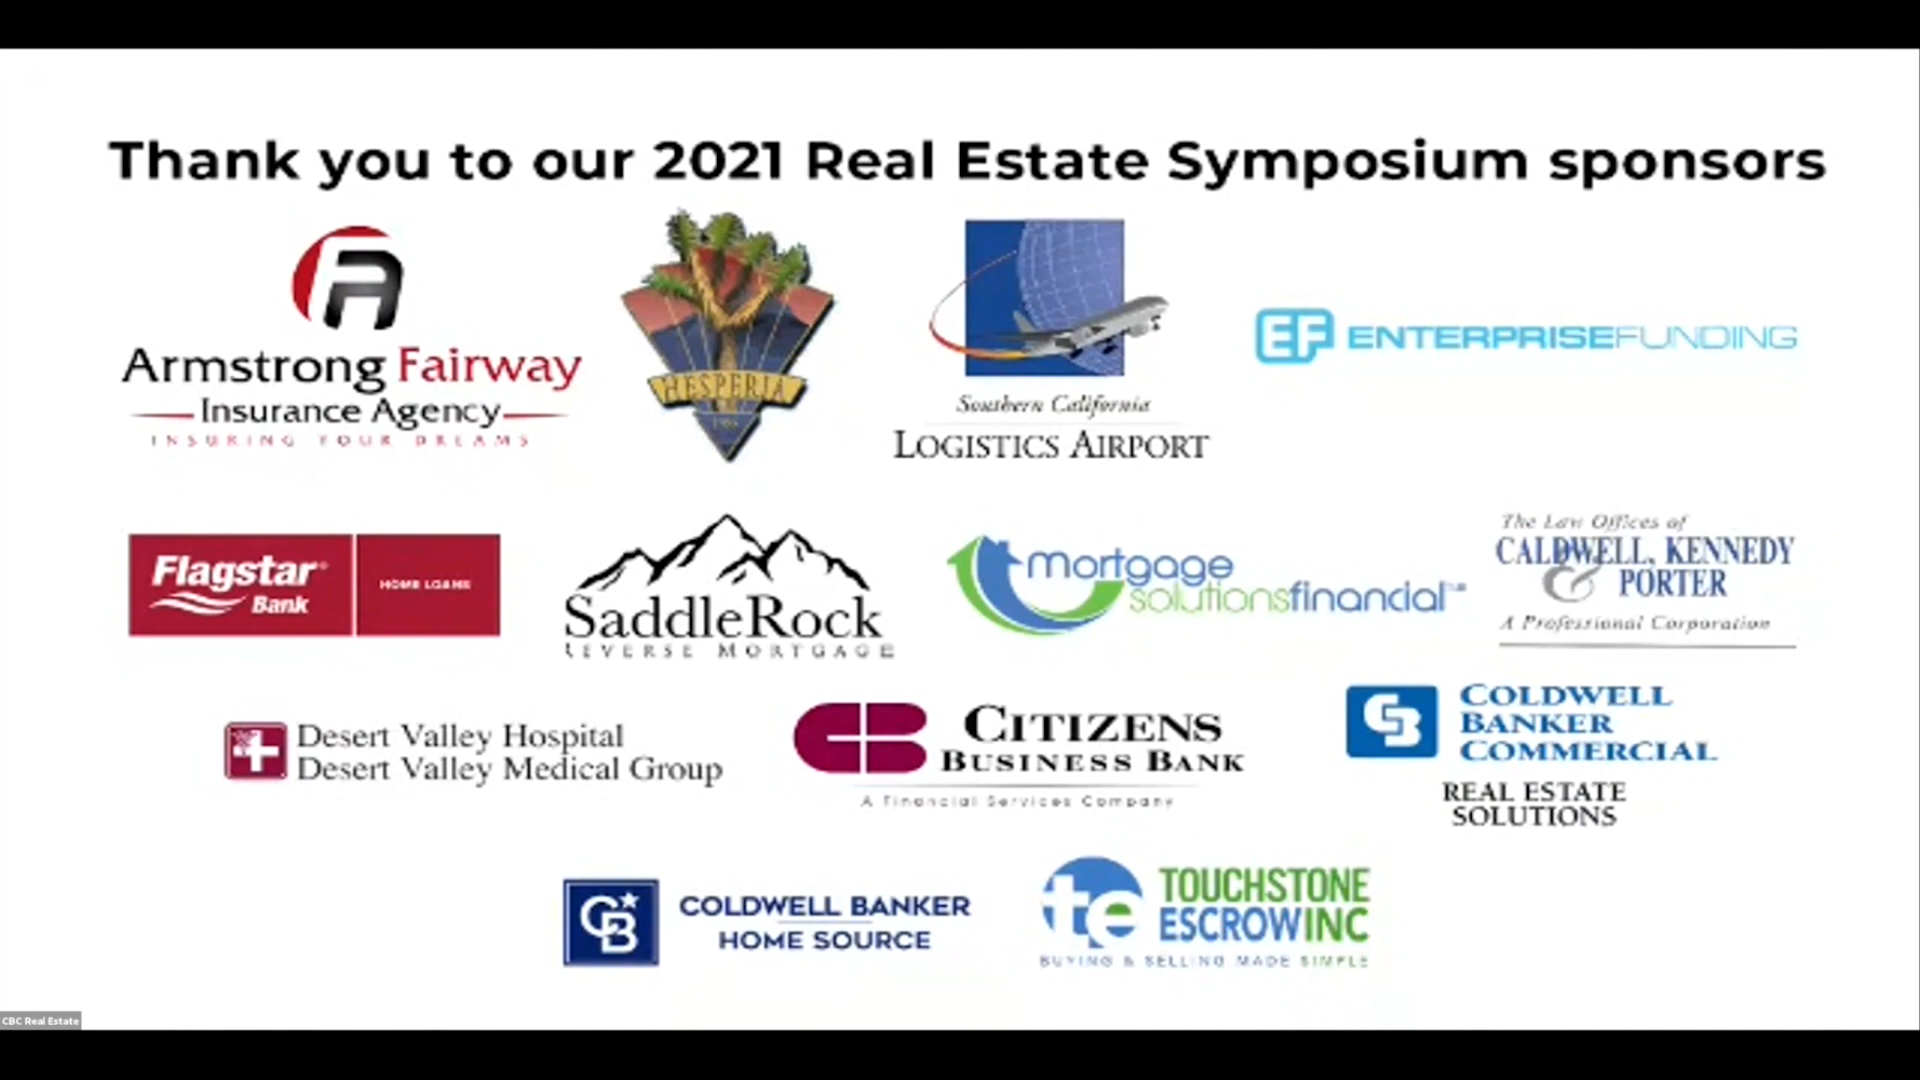 Thank you to our 2021 Real Estate Symposium sponsors
Armstrong Fairway
Insurance Agency
INSURING YOUR DREAMS
HESPERIA
Southern California
LOGISTICS AIRPORT
EF ENTERPRISEFUNDING
Flagstar®
Bank
HOME LOANS
SaddleRock
REVERSE MORTGAGE
mortgage
solutionsfinancial
The Law Offices of
CALDWELL, KENNEDY
& PORTER
A Professional Corporation
Desert Valley Hospital
Desert Valley Medical Group
CITIZENS
BUSINESS BANK
A Financial Services Company
CB
COLDWELL
BANKER
COMMERCIAL
REAL ESTATE
SOLUTIONS
CB
COLDWELL BANKER
HOME SOURCE
te
TOUCHSTONE
ESCROWINC
BUYING & SELLING MADE SIMPLE
CBC Real Estate